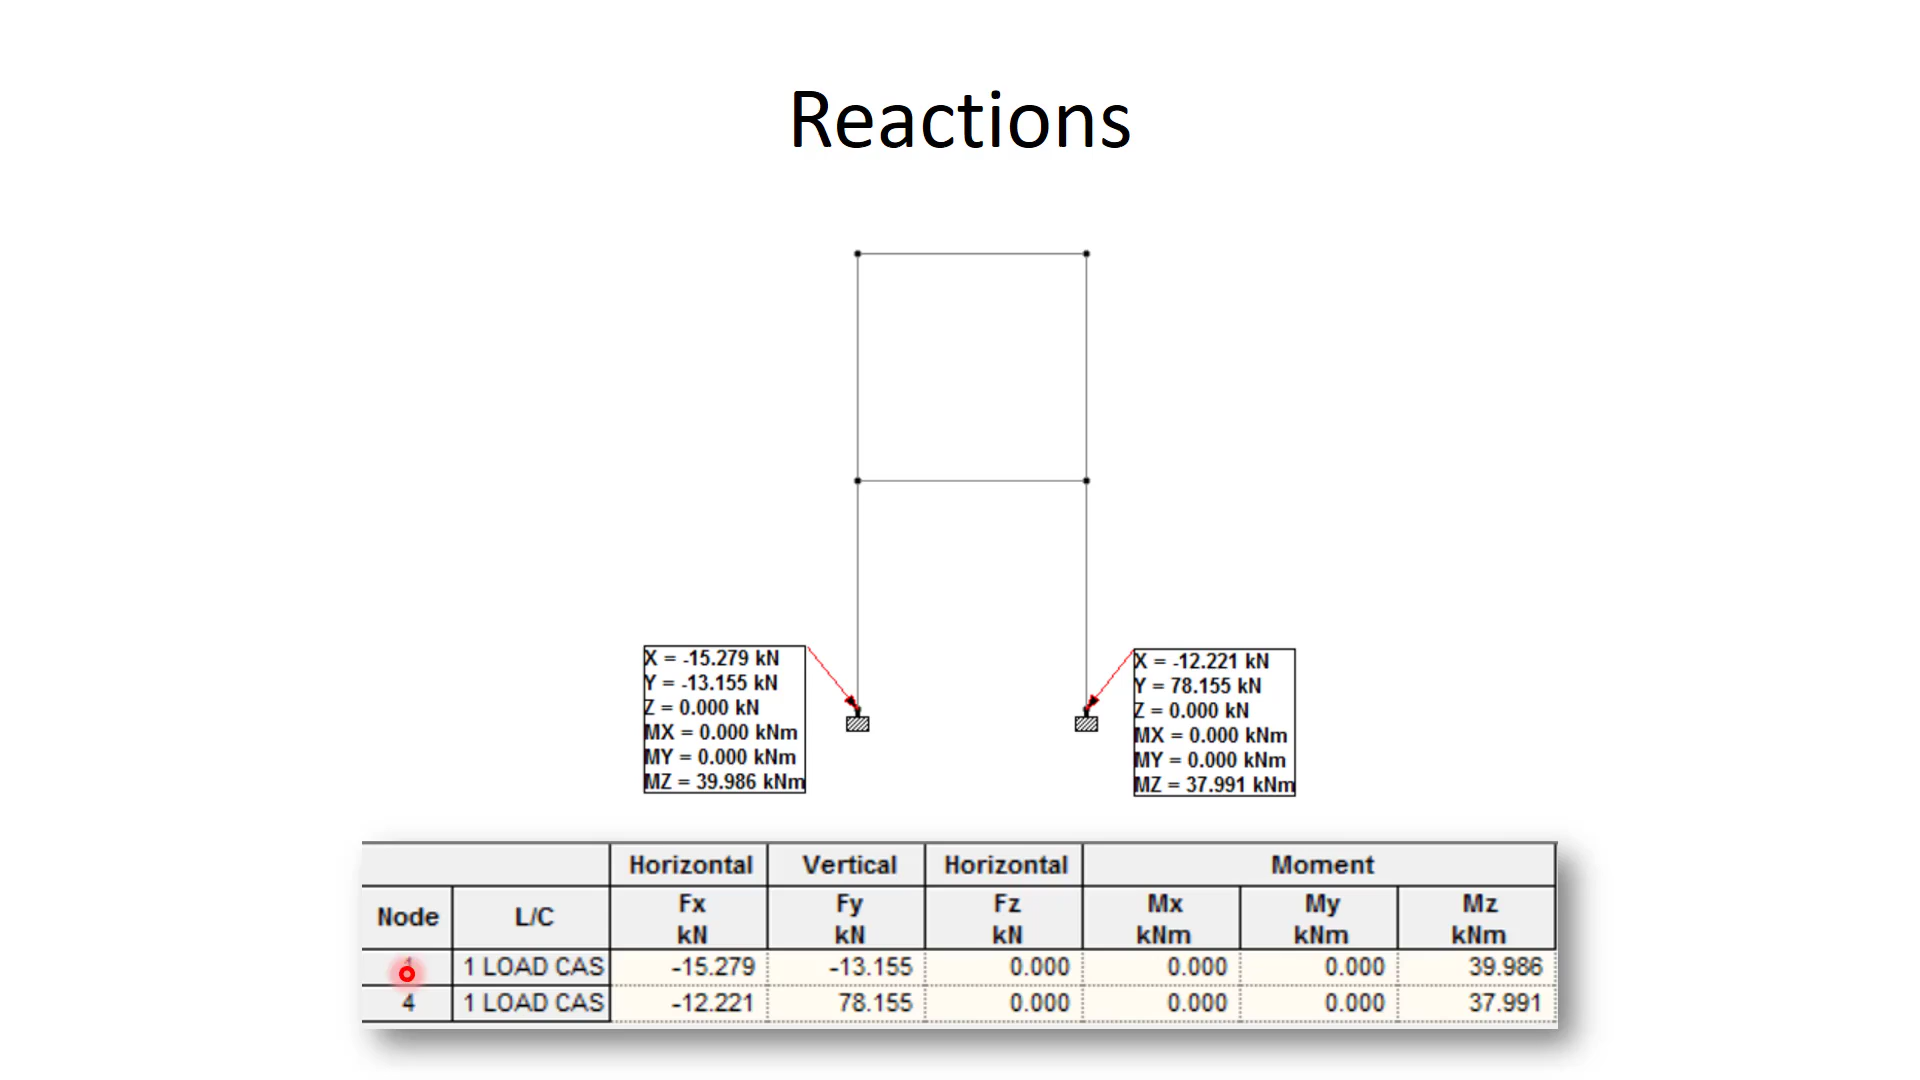 Reactions
X = -15.279 kN
Y = -13.155 kN
Z = 0.000 kN
MX = 0.000 kNm
MY = 0.000 kNm
MZ = 39.986 kNm
X = -12.221 kN
Y = 78.155 kN
Z = 0.000 kN
MX = 0.000 kNm
MY = 0.000 kNm
MZ = 37.991 kNm
Horizontal Vertical Horizontal Moment
Node L/C Fx kN Fy kN Fz kN Mx kNm My kNm Mz kNm
1 LOAD CAS -15.279 -13.155 0.000 0.000 0.000 39.986
4 1 LOAD CAS -12.221 78.155 0.000 0.000 0.000 37.991